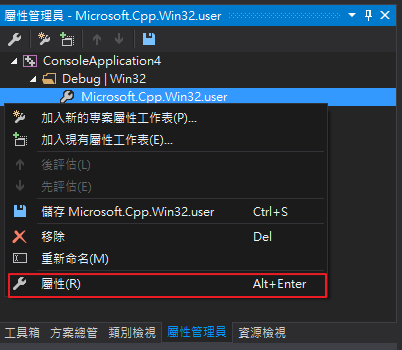 屬性管理員 - Microsoft.Cpp.Win32.user
ConsoleApplication4
Debug | Win32
Microsoft.Cpp.Win32.user
加入新的專案屬性工作表(P)...
加入現有屬性工作表(E)...
後評估(L)
先評估(E)
儲存 Microsoft.Cpp.Win32.user Ctrl+S
移除 Del
重新命名(M)
屬性(R) Alt+Enter
工具箱 方案總管 類別檢視 屬性管理員 資源檢視